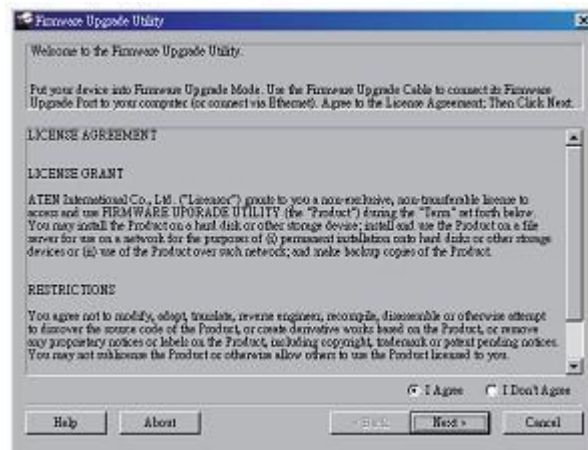 Firmware Upgrade Utility
Welcome to the Firmware Upgrade Utility.
Put your device into Firmware Upgrade Mode. Use the Firmware Upgrade Cable to connect its Firmware
Upgrade Port to your computer (or connect via Ethernet). Agree to the License Agreement; Then Click Next.
LICENSE AGREEMENT
LICENSE GRANT
ATEN International Co., Ltd. ("Licensor") grants to you a non-exclusive, non-transferable license to
access and use FIRMWARE UPGRADE UTILITY (the "Product") during the "Term" set forth below.
You may install the Product on a hard disk or other storage device; install and use the Product on a file
server for use on a network for the purposes of (i) permanent installation onto hard disks or other storage
devices or (ii) use of the Product over such network; and make backup copies of the Product.
RESTRICTIONS
You agree not to modify, adapt, translate, reverse engineer, decompile, disassemble or otherwise attempt
to discover the source code of the Product, or create derivative works based on the Product, or remove
any proprietary notices or labels on the Product, including copyright, trademark or patent pending notices.
You may not sublicense the Product or otherwise allow others to use the Product licensed to you.
I Agree I Don't Agree
Help About < Back Next > Cancel